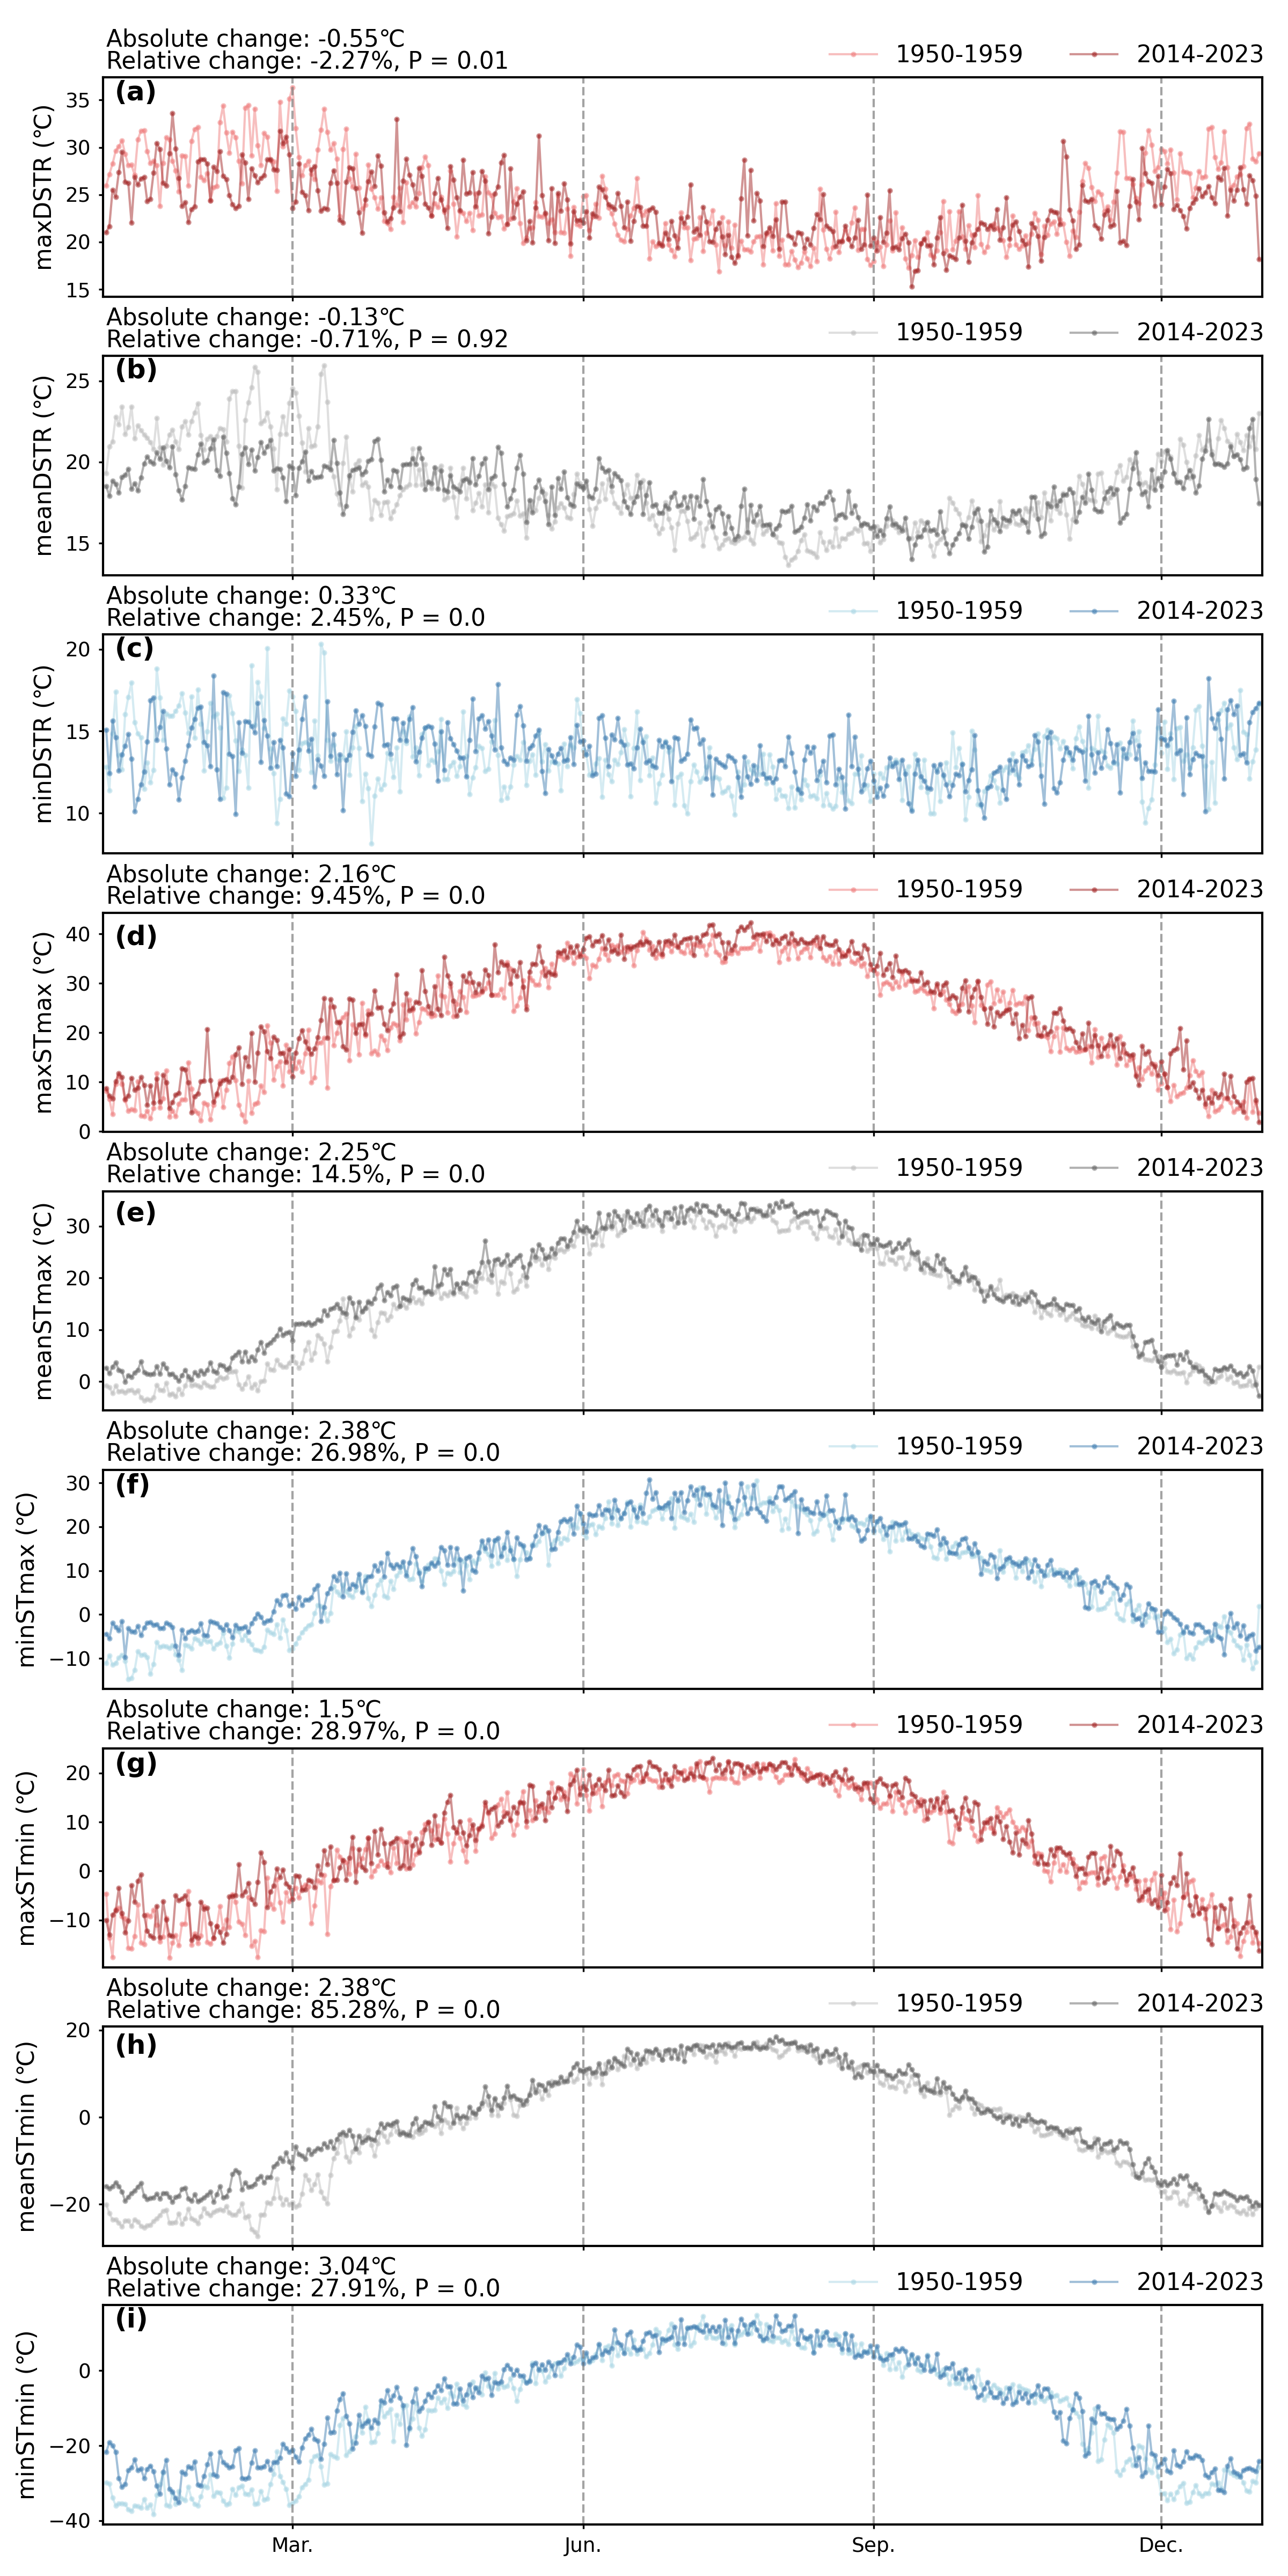 Absolute change: -0.55℃
Relative change: -2.27%, P = 0.01
1950-1959 2014-2023
(a)
maxDSTR (℃)
35
30
25
20
15
Absolute change: -0.13℃
Relative change: -0.71%, P = 0.92
1950-1959 2014-2023
(b)
meanDSTR (℃)
25
20
15
Absolute change: 0.33℃
Relative change: 2.45%, P = 0.0
1950-1959 2014-2023
(c)
minDSTR (℃)
20
15
10
Absolute change: 2.16℃
Relative change: 9.45%, P = 0.0
1950-1959 2014-2023
(d)
maxSTmax (℃)
40
30
20
10
0
Absolute change: 2.25℃
Relative change: 14.5%, P = 0.0
1950-1959 2014-2023
(e)
meanSTmax (℃)
30
20
10
0
Absolute change: 2.38℃
Relative change: 26.98%, P = 0.0
1950-1959 2014-2023
(f)
minSTmax (℃)
30
20
10
0
−10
Absolute change: 1.5℃
Relative change: 28.97%, P = 0.0
1950-1959 2014-2023
(g)
maxSTmin (℃)
20
10
0
−10
Absolute change: 2.38℃
Relative change: 85.28%, P = 0.0
1950-1959 2014-2023
(h)
meanSTmin (℃)
20
0
−20
Absolute change: 3.04℃
Relative change: 27.91%, P = 0.0
1950-1959 2014-2023
(i)
minSTmin (℃)
0
−20
−40
Mar. Jun. Sep. Dec.